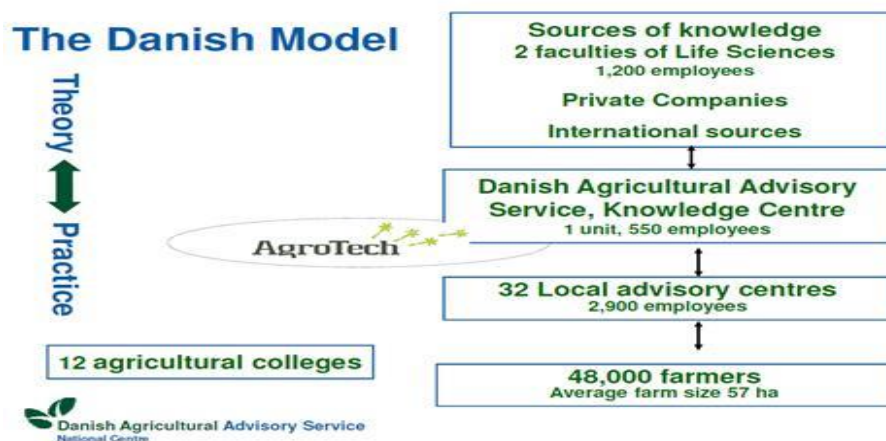 The Danish Model
Theory
Practice
Sources of knowledge
2 faculties of Life Sciences
1,200 employees
Private Companies
International sources
Danish Agricultural Advisory
Service, Knowledge Centre
1 unit, 550 employees
AgroTech
32 Local advisory centres
2,900 employees
12 agricultural colleges
48,000 farmers
Average farm size 57 ha
Danish Agricultural Advisory Service
National Centre